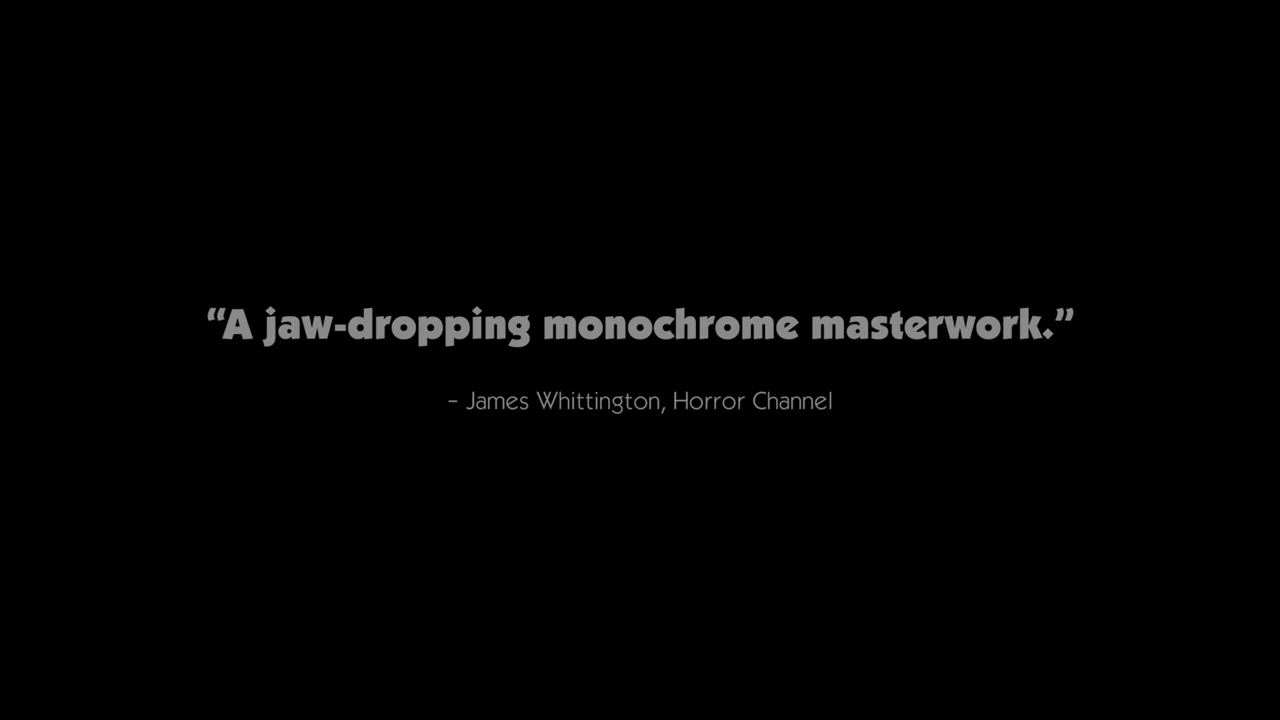 “A jaw-dropping monochrome masterwork.”
– James Whittington, Horror Channel